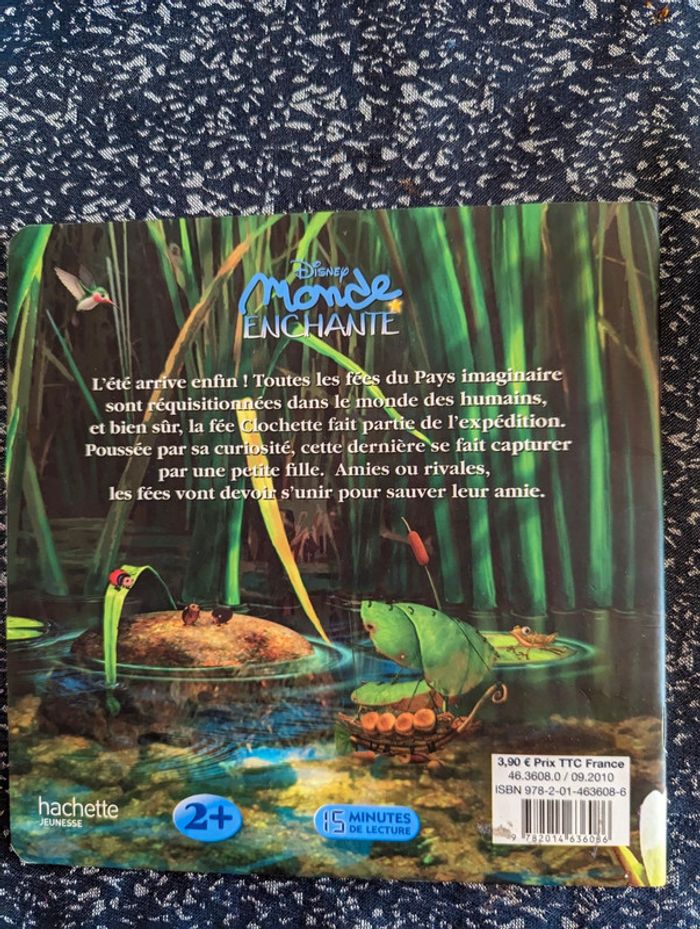 Disney
Monde
ENCHANTÉ
L'été arrive enfin ! Toutes les fées du Pays imaginaire
sont réquisitionnées dans le monde des humains,
et bien sûr, la fée Clochette fait partie de l'expédition.
Poussée par sa curiosité, cette dernière se fait capturer
par une petite fille. Amies ou rivales,
les fées vont devoir s'unir pour sauver leur amie.
hachette
JEUNESSE
2+
15 MINUTES
DE LECTURE
3,90 € Prix TTC France
46.3608.0 / 09.2010
ISBN 978-2-01-463608-6
9 782014 636086